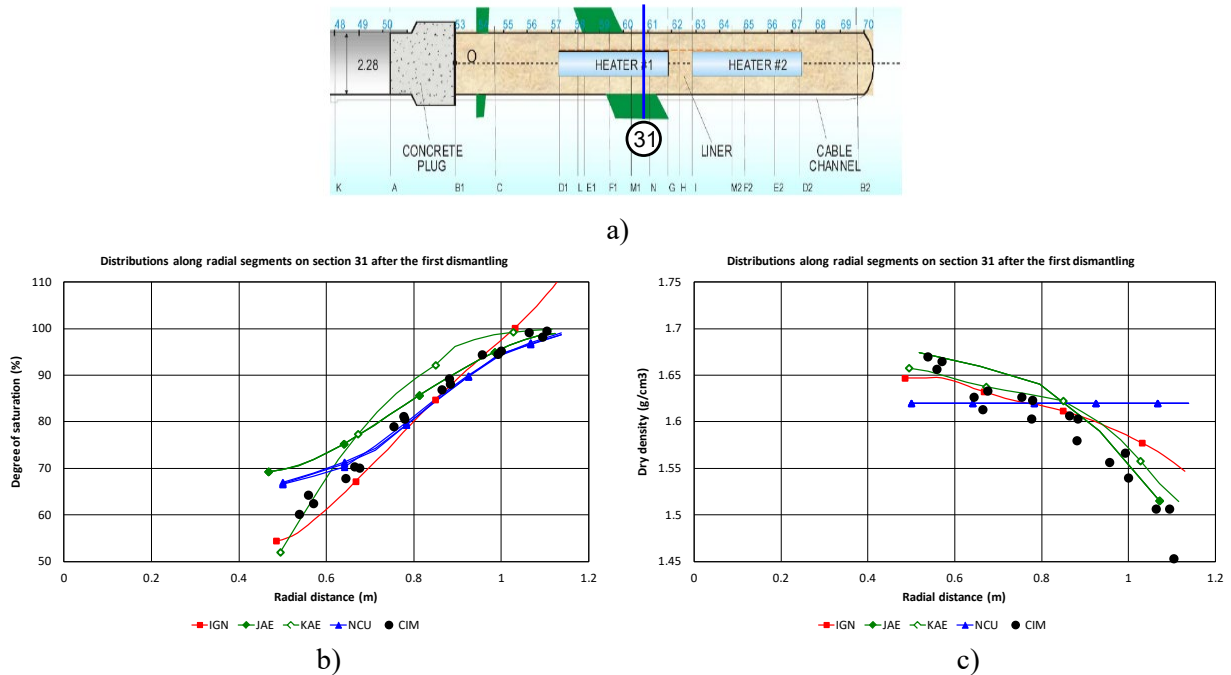 48 49 50 53 54 55 56 57 58 59 60 61 62 63 64 65 66 67 68 69 70
2.28
O
HEATER #1
HEATER #2
31
CONCRETE
PLUG
LINER
CABLE
CHANNEL
K A B1 C D1 L E1 F1 M1 N G H I M2 F2 E2 D2 B2
a)
Distributions along radial segments on section 31 after the first dismantling
Degree of saturation (%)
110
100
90
80
70
60
50
0 0.2 0.4 0.6 0.8 1 1.2
Radial distance (m)
IGN JAE KAE NCU CIM
b)
Distributions along radial segments on section 31 after the first dismantling
Dry density (g/cm3)
1.75
1.7
1.65
1.6
1.55
1.5
1.45
0 0.2 0.4 0.6 0.8 1 1.2
Radial distance (m)
IGN JAE KAE NCU CIM
c)